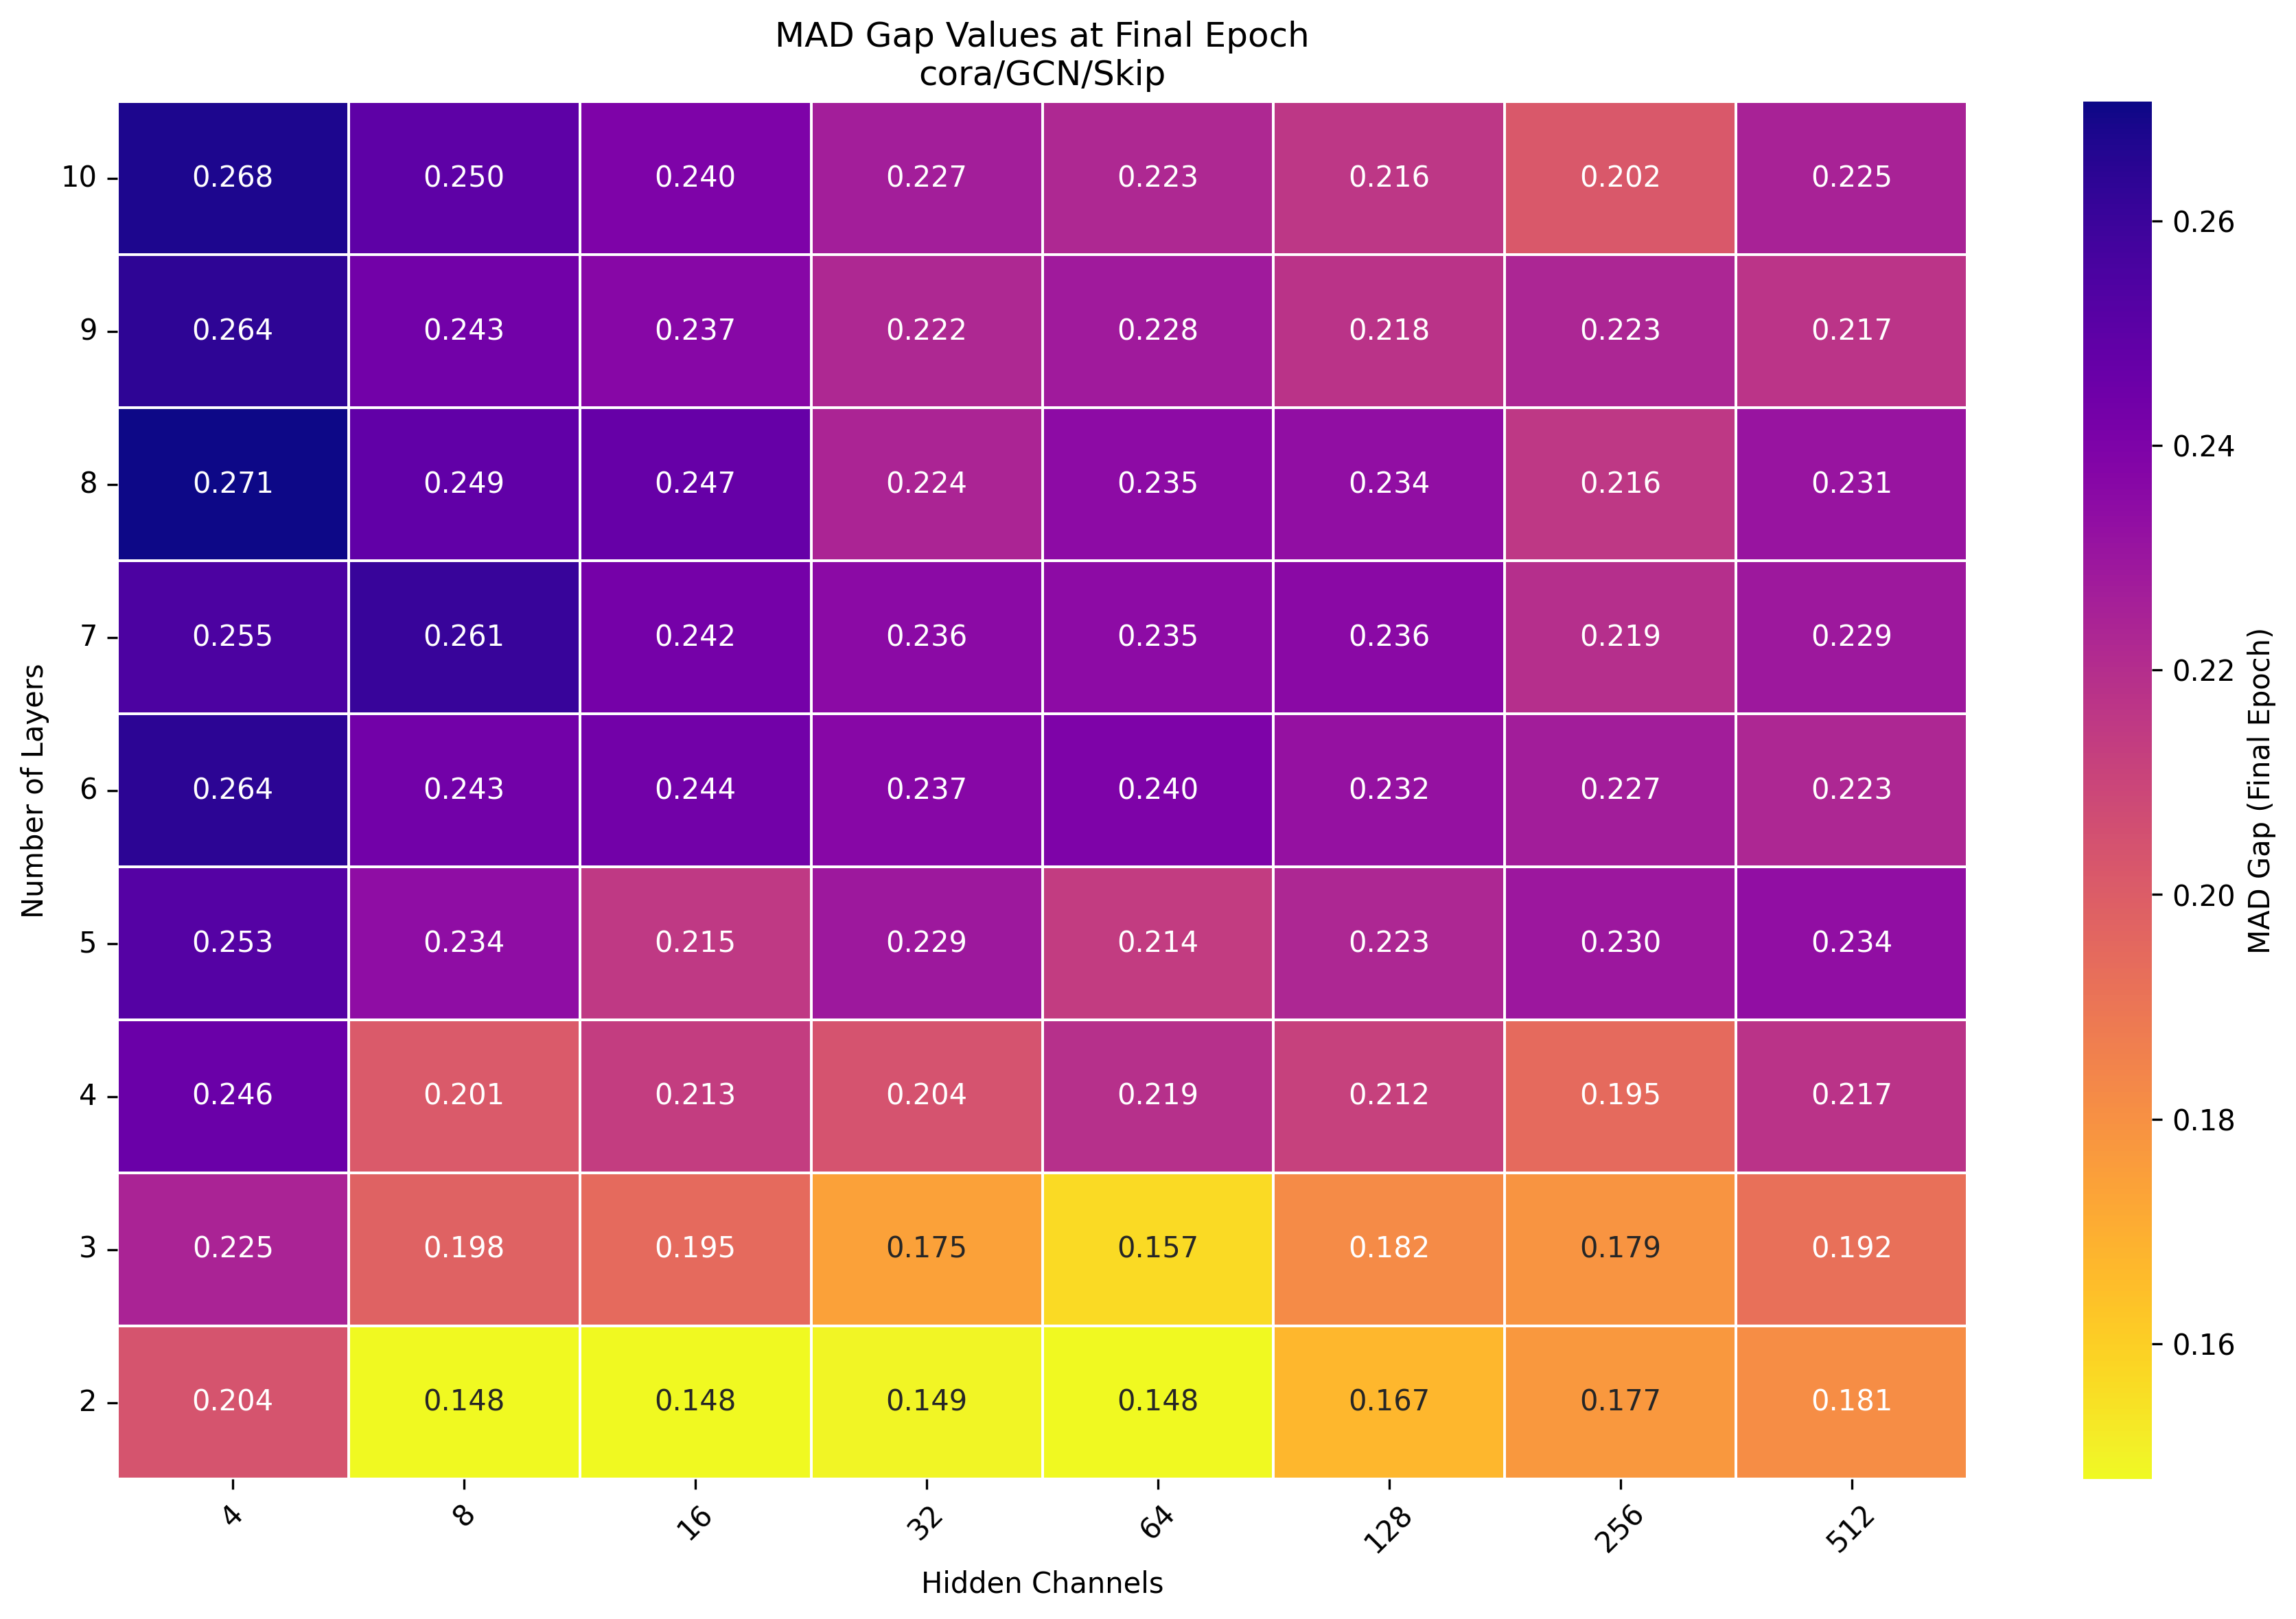 MAD Gap Values at Final Epoch
cora/GCN/Skip
Number of Layers
10 0.268 0.250 0.240 0.227 0.223 0.216 0.202 0.225
9 0.264 0.243 0.237 0.222 0.228 0.218 0.223 0.217
8 0.271 0.249 0.247 0.224 0.235 0.234 0.216 0.231
7 0.255 0.261 0.242 0.236 0.235 0.236 0.219 0.229
6 0.264 0.243 0.244 0.237 0.240 0.232 0.227 0.223
5 0.253 0.234 0.215 0.229 0.214 0.223 0.230 0.234
4 0.246 0.201 0.213 0.204 0.219 0.212 0.195 0.217
3 0.225 0.198 0.195 0.175 0.157 0.182 0.179 0.192
2 0.204 0.148 0.148 0.149 0.148 0.167 0.177 0.181
4 8 16 32 64 128 256 512
Hidden Channels
0.26
0.24
0.22
0.20
0.18
0.16
MAD Gap (Final Epoch)